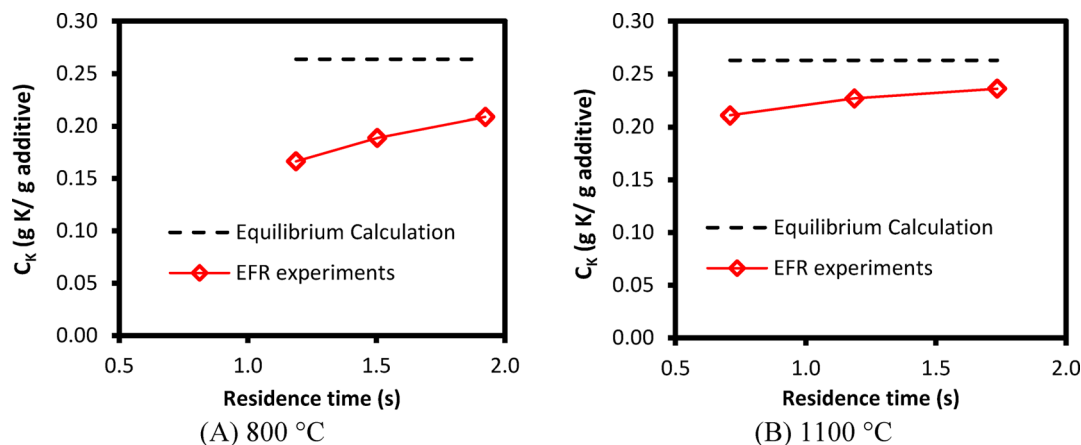 0.30
0.25
0.20
0.15
0.10
0.05
0.00
C_K (g K/ g additive)
Equilibrium Calculation
EFR experiments
0.5 1.0 1.5 2.0
Residence time (s)
(A) 800 °C
0.30
0.25
0.20
0.15
0.10
0.05
0.00
C_K (g K/ g additive)
Equilibrium Calculation
EFR experiments
0.5 1.0 1.5 2.0
Residence time (s)
(B) 1100 °C